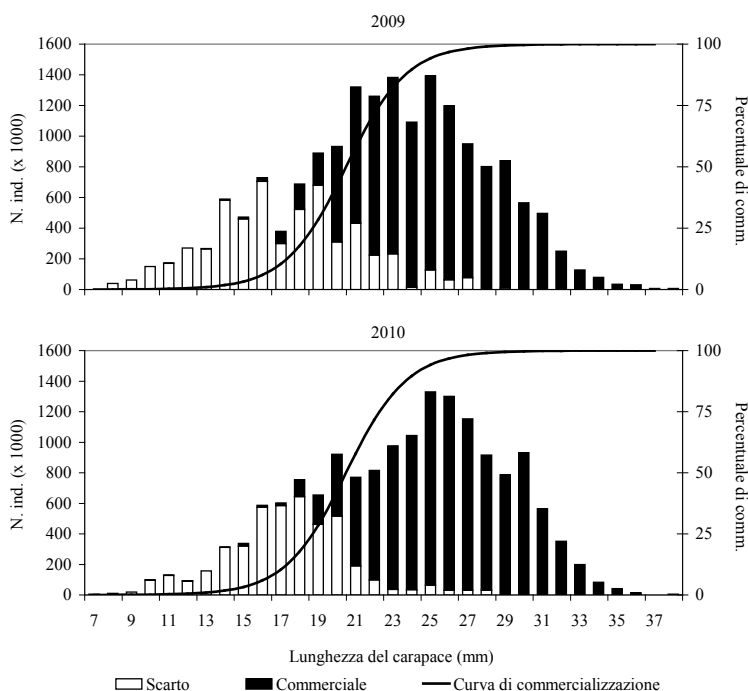 2009
1600 100
1400
1200 75
1000
800 50
600
400 25
200
0 0
N. ind. (x 1000)
Percentuale di comm.
2010
1600 100
1400
1200 75
1000
800 50
600
400 25
200
0 0
N. ind. (x 1000)
Percentuale di comm.
7 9 11 13 15 17 19 21 23 25 27 29 31 33 35 37
Lunghezza del carapace (mm)
Scarto Commerciale Curva di commercializzazione